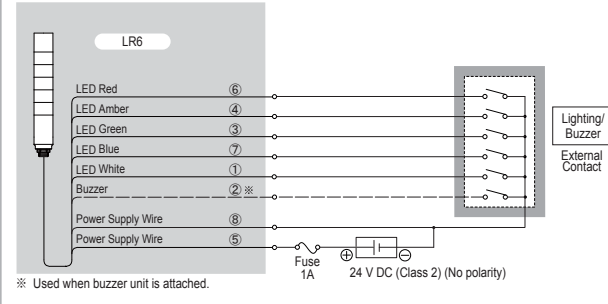 LR6
LED Red ⑥
LED Amber ④
LED Green ③
LED Blue ⑦
LED White ①
Buzzer ②※
Power Supply Wire ⑧
Power Supply Wire ⑤
Lighting/
Buzzer
External
Contact
Fuse
1A
⊕ ⊖
24 V DC (Class 2) (No polarity)
※ Used when buzzer unit is attached.